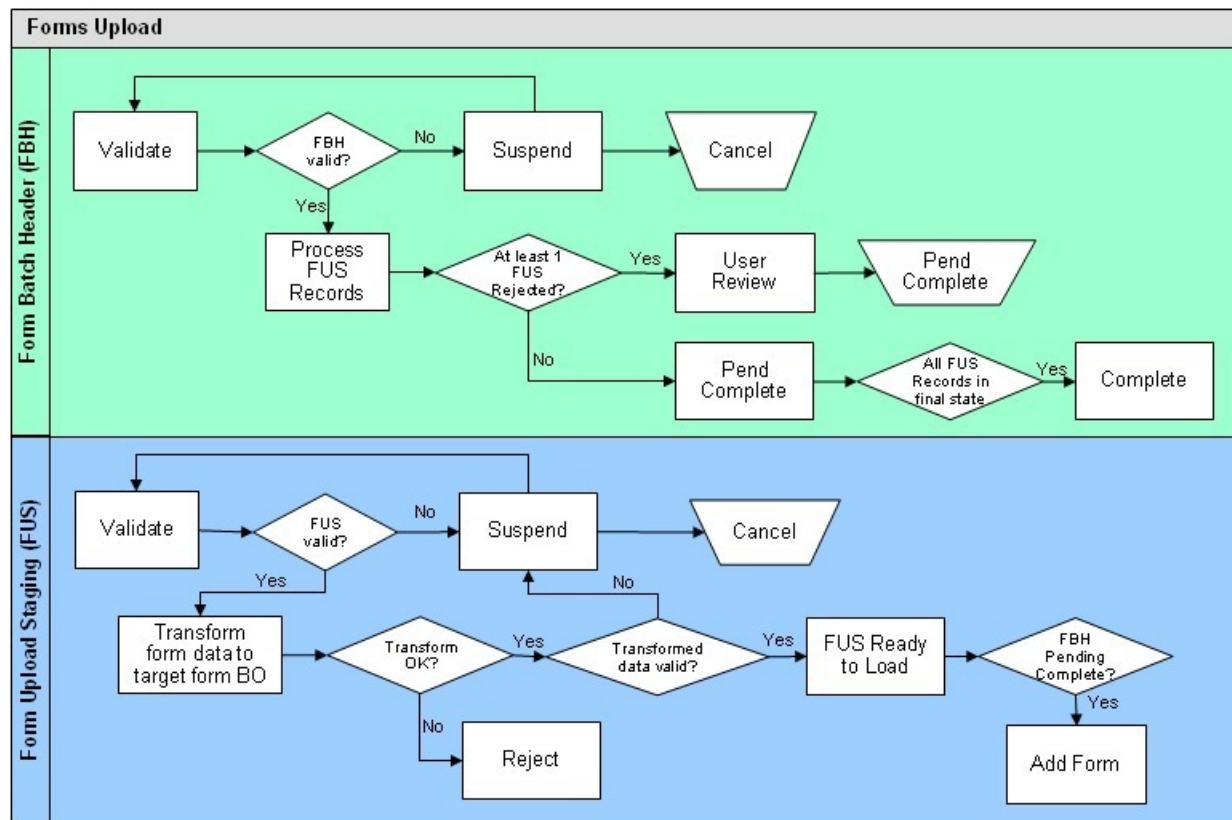 Forms Upload
Form Batch Header (FBH)
Validate
FBH
valid?
No
Suspend
Cancel
Yes
Process
FUS
Records
At least 1
FUS
Rejected?
Yes
User
Review
Pend
Complete
No
Pend
Complete
All FUS
Records in
final state
Yes
Complete
Form Upload Staging (FUS)
Validate
FUS
valid?
No
Suspend
Cancel
Yes
No
Transform
form data to
target form BO
Transform
OK?
Yes
Transformed
data valid?
Yes
FUS Ready
to Load
FBH
Pending
Complete?
No
Reject
Yes
Add Form